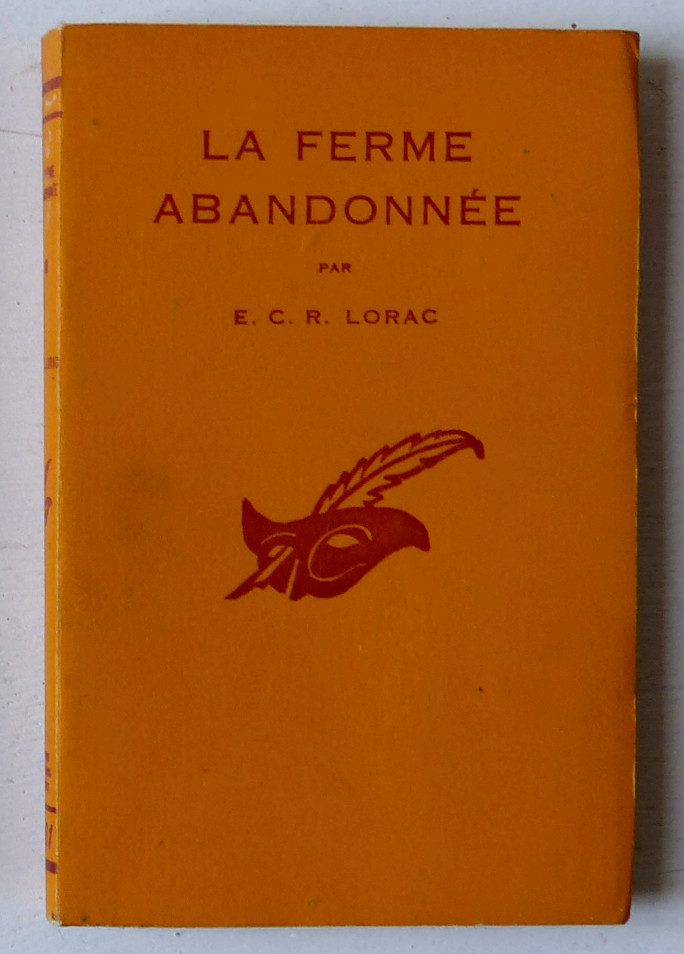 LA FERME
ABANDONNÉE
PAR
E. C. R. LORAC